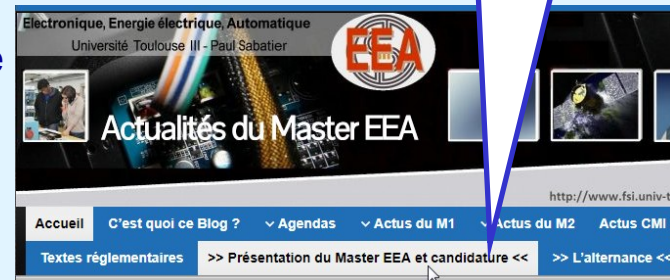 Electronique, Energie électrique, Automatique
Université Toulouse III - Paul Sabatier
EEA
Actualités du Master EEA
http://www.fsi.univ-t
Accueil C'est quoi ce Blog ? Agendas Actus du M1 Actus du M2 Actus CMI
Textes réglementaires >> Présentation du Master EEA et candidature << >> L'alternance <<